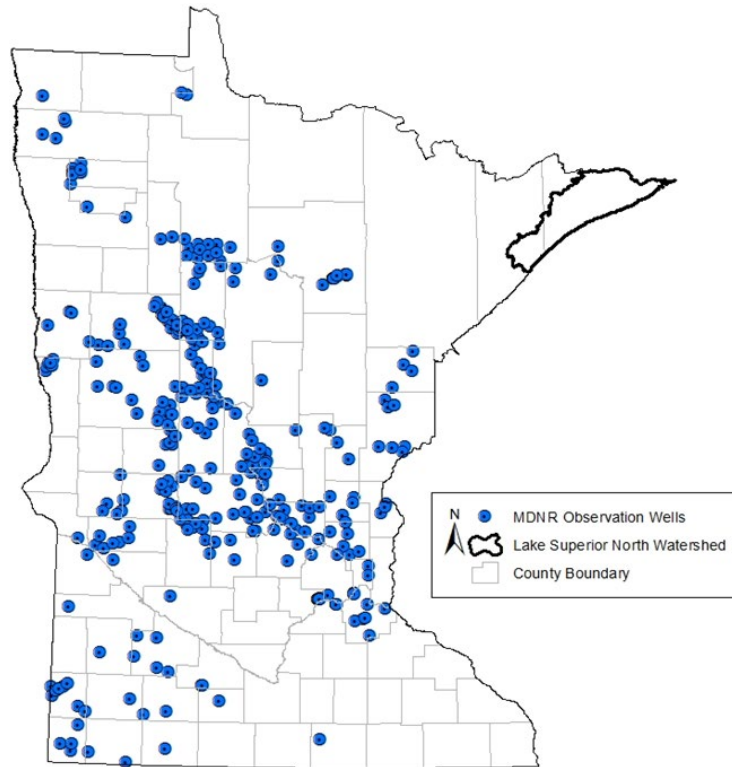 N
MDNR Observation Wells
Lake Superior North Watershed
County Boundary